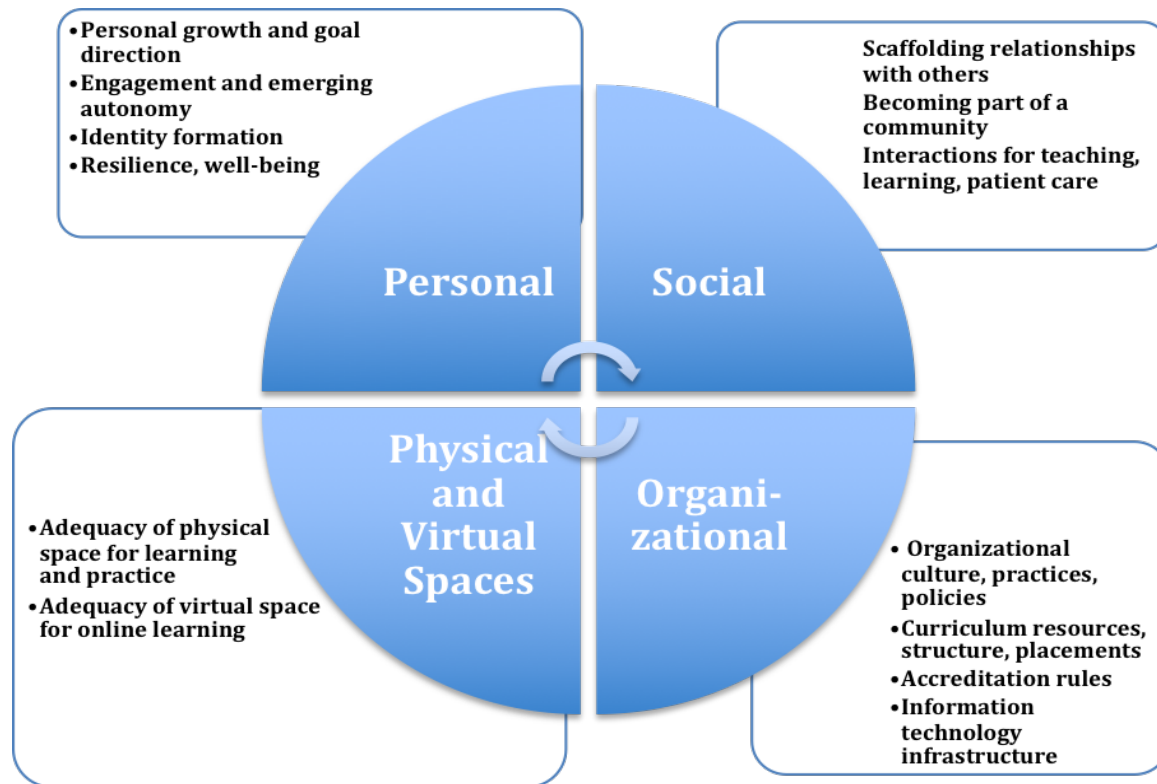 •Personal growth and goal
direction
•Engagement and emerging
autonomy
•Identity formation
•Resilience, well-being
Scaffolding relationships
with others
Becoming part of a
community
Interactions for teaching,
learning, patient care
Personal
Social
Physical
and
Virtual
Spaces
Organi-
zational
•Adequacy of physical
space for learning
and practice
•Adequacy of virtual space
for online learning
• Organizational
culture, practices,
policies
•Curriculum resources,
structure, placements
•Accreditation rules
•Information
technology
infrastructure